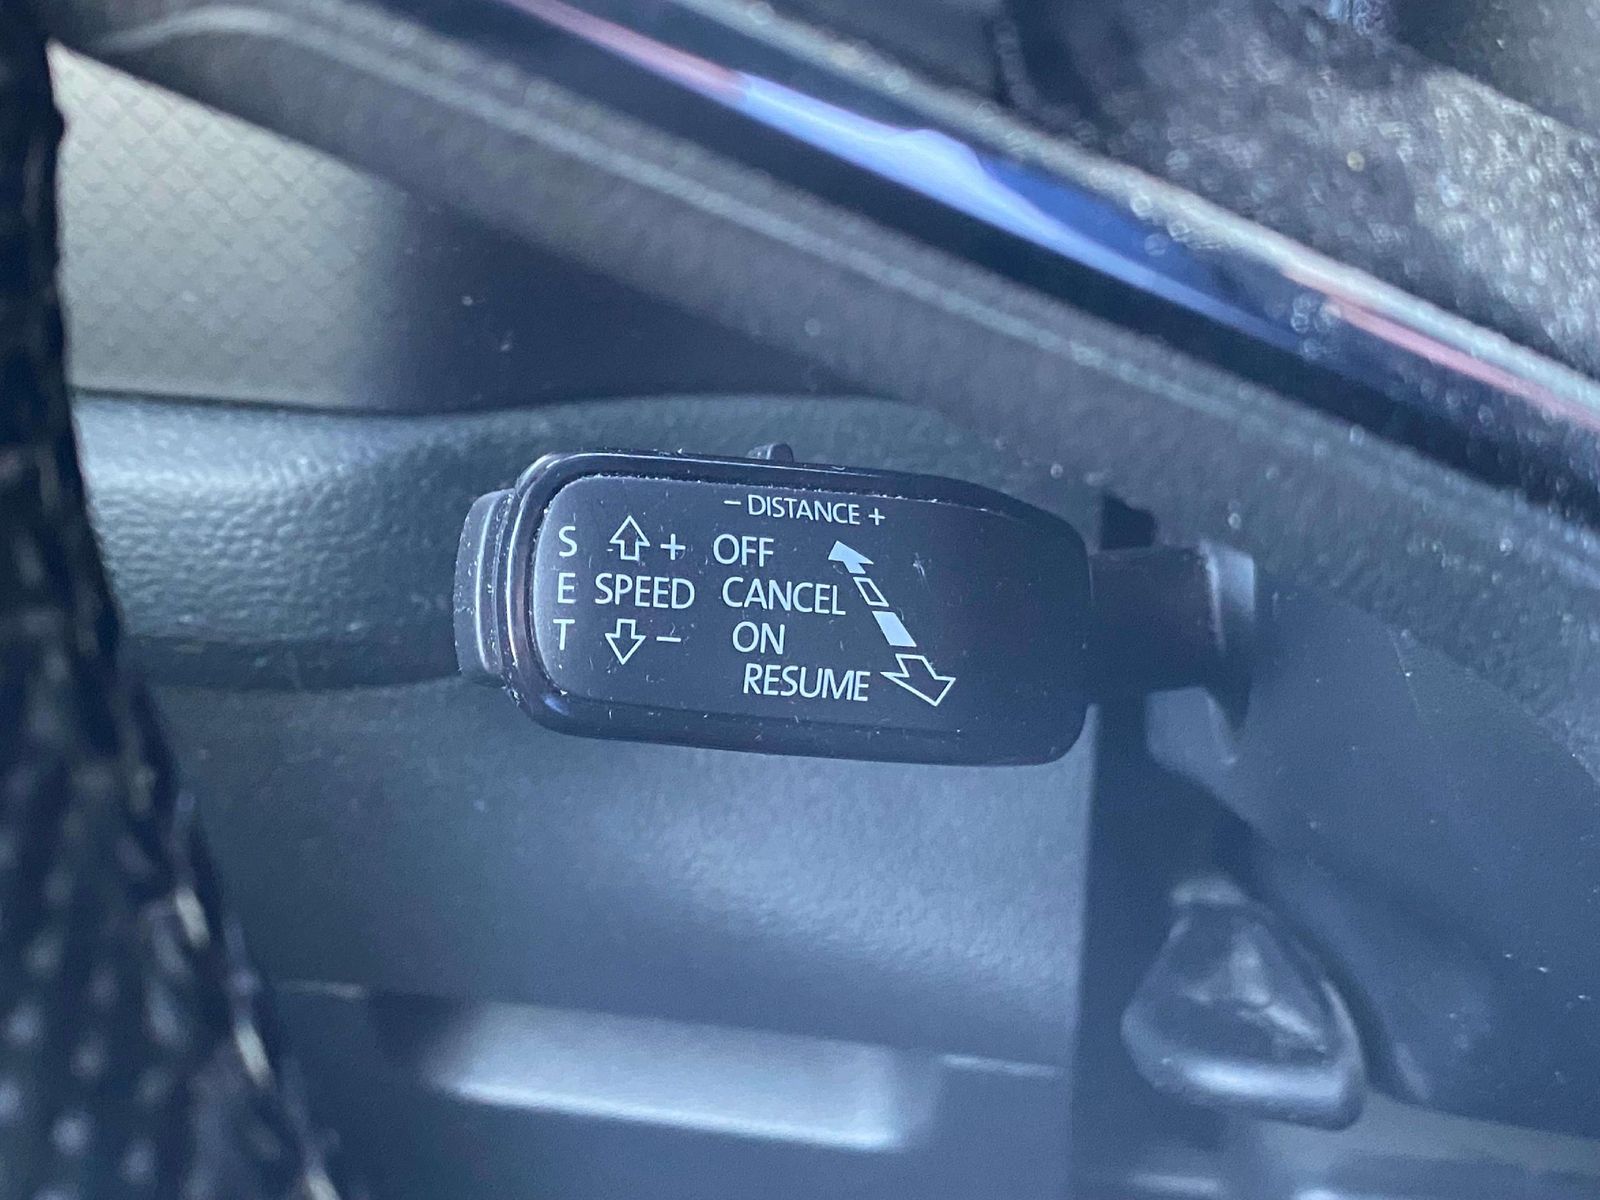 – DISTANCE +
S + OFF
E SPEED CANCEL
T – ON
RESUME